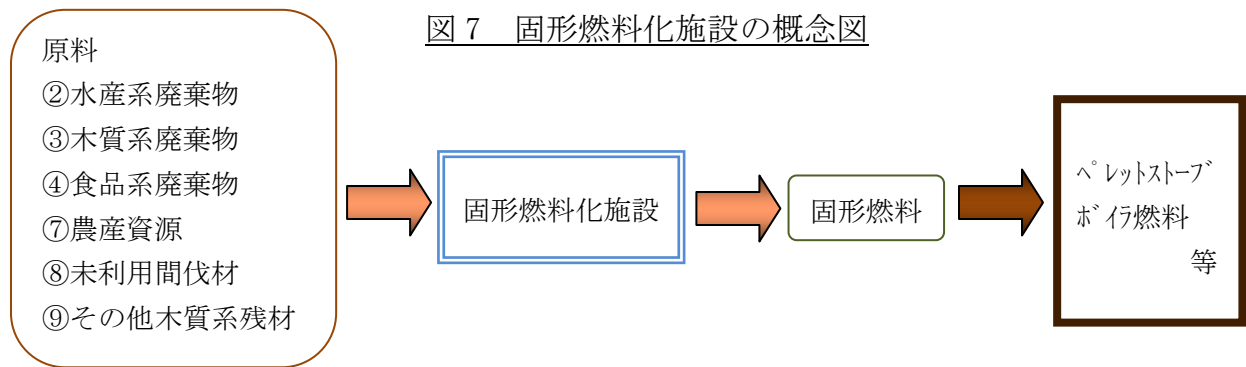 図７　固形燃料化施設の概念図
原料
②水産系廃棄物
③木質系廃棄物
④食品系廃棄物
⑦農産資源
⑧未利用間伐材
⑨その他木質系残材
固形燃料化施設
固形燃料
ﾍﾟﾚｯﾄｽﾄｰﾌﾞ
ﾎﾞｲﾗ燃料
等